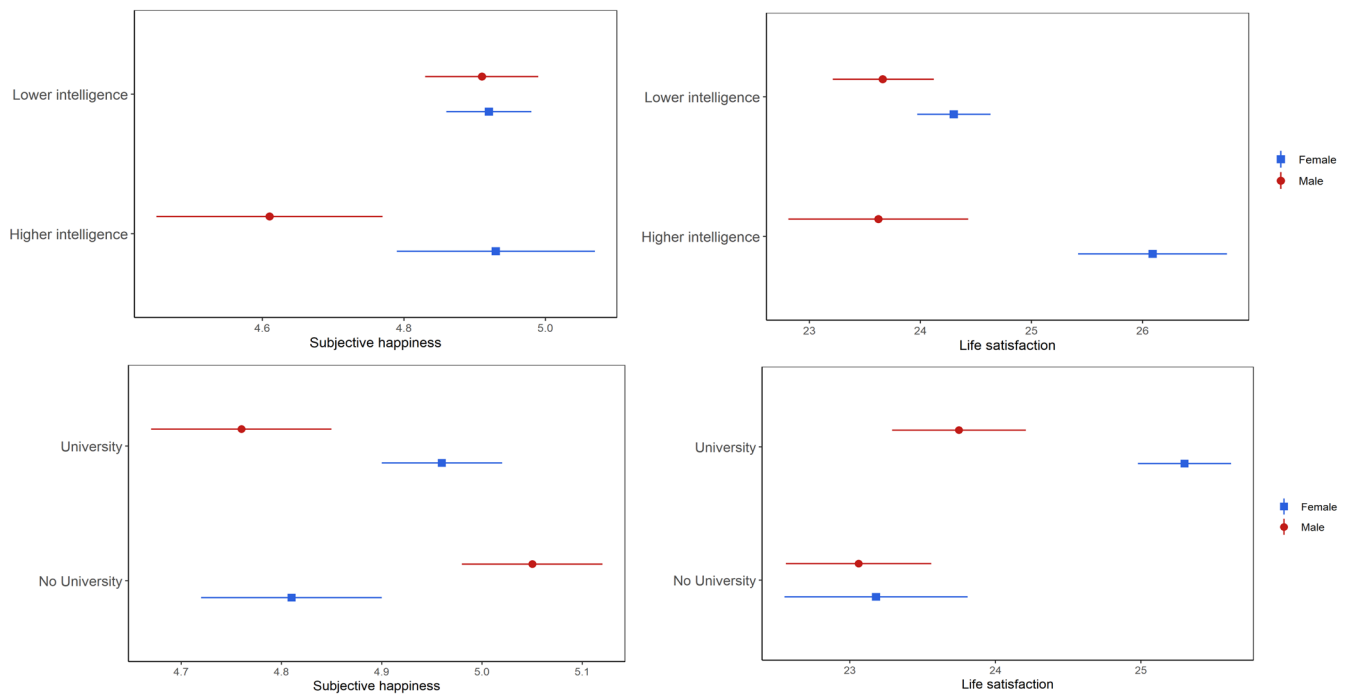 Lower intelligence
Higher intelligence
4.6 4.8 5.0
Subjective happiness
Lower intelligence
Higher intelligence
23 24 25 26
Life satisfaction
Female
Male
University
No University
4.7 4.8 4.9 5.0 5.1
Subjective happiness
University
No University
23 24 25
Life satisfaction
Female
Male